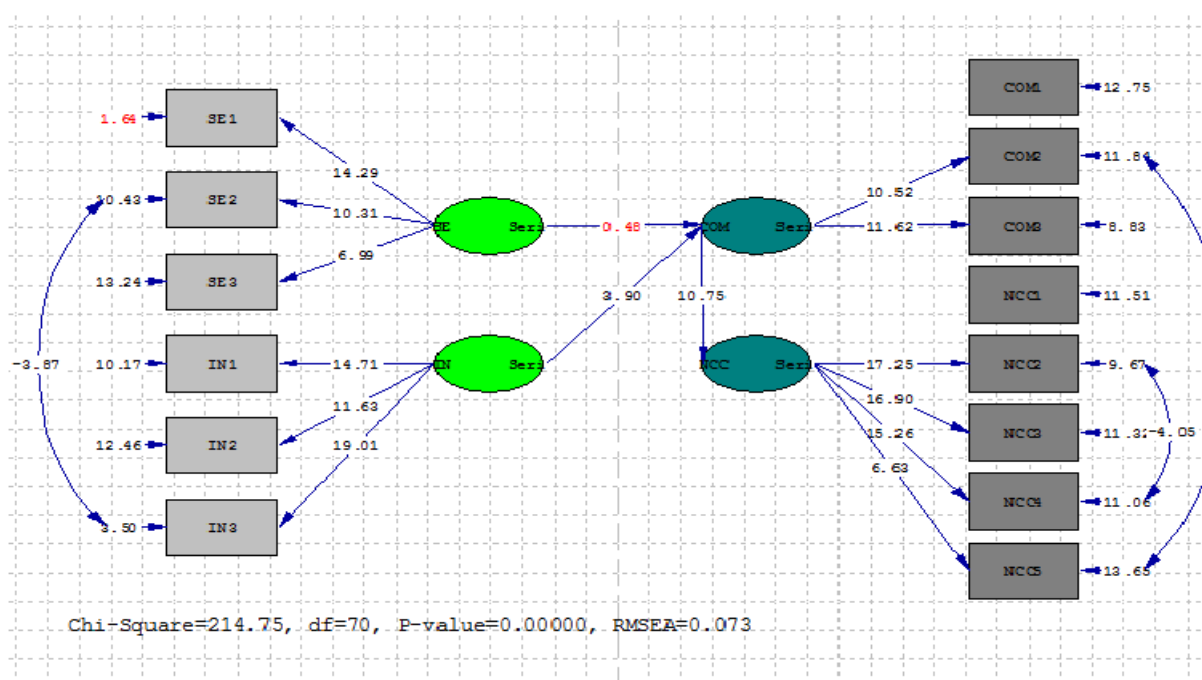 COM1
12.75
1.64
SE1
COM2
11.84
14.29
10.52
10.43
SE2
10.31
SE
0.48
COM
11.62
COM3
8.83
6.99
13.24
SE3
3.90
10.75
NCC1
11.51
-3.87
10.17
IN1
14.71
IN
NCC
17.25
NCC2
9.67
11.63
16.90
NCC3
-4.05
12.46
IN2
19.01
15.26
6.63
NCC4
11.06
3.50
IN3
NCC5
13.65
Chi-Square=214.75, df=70, P-value=0.00000, RMSEA=0.073